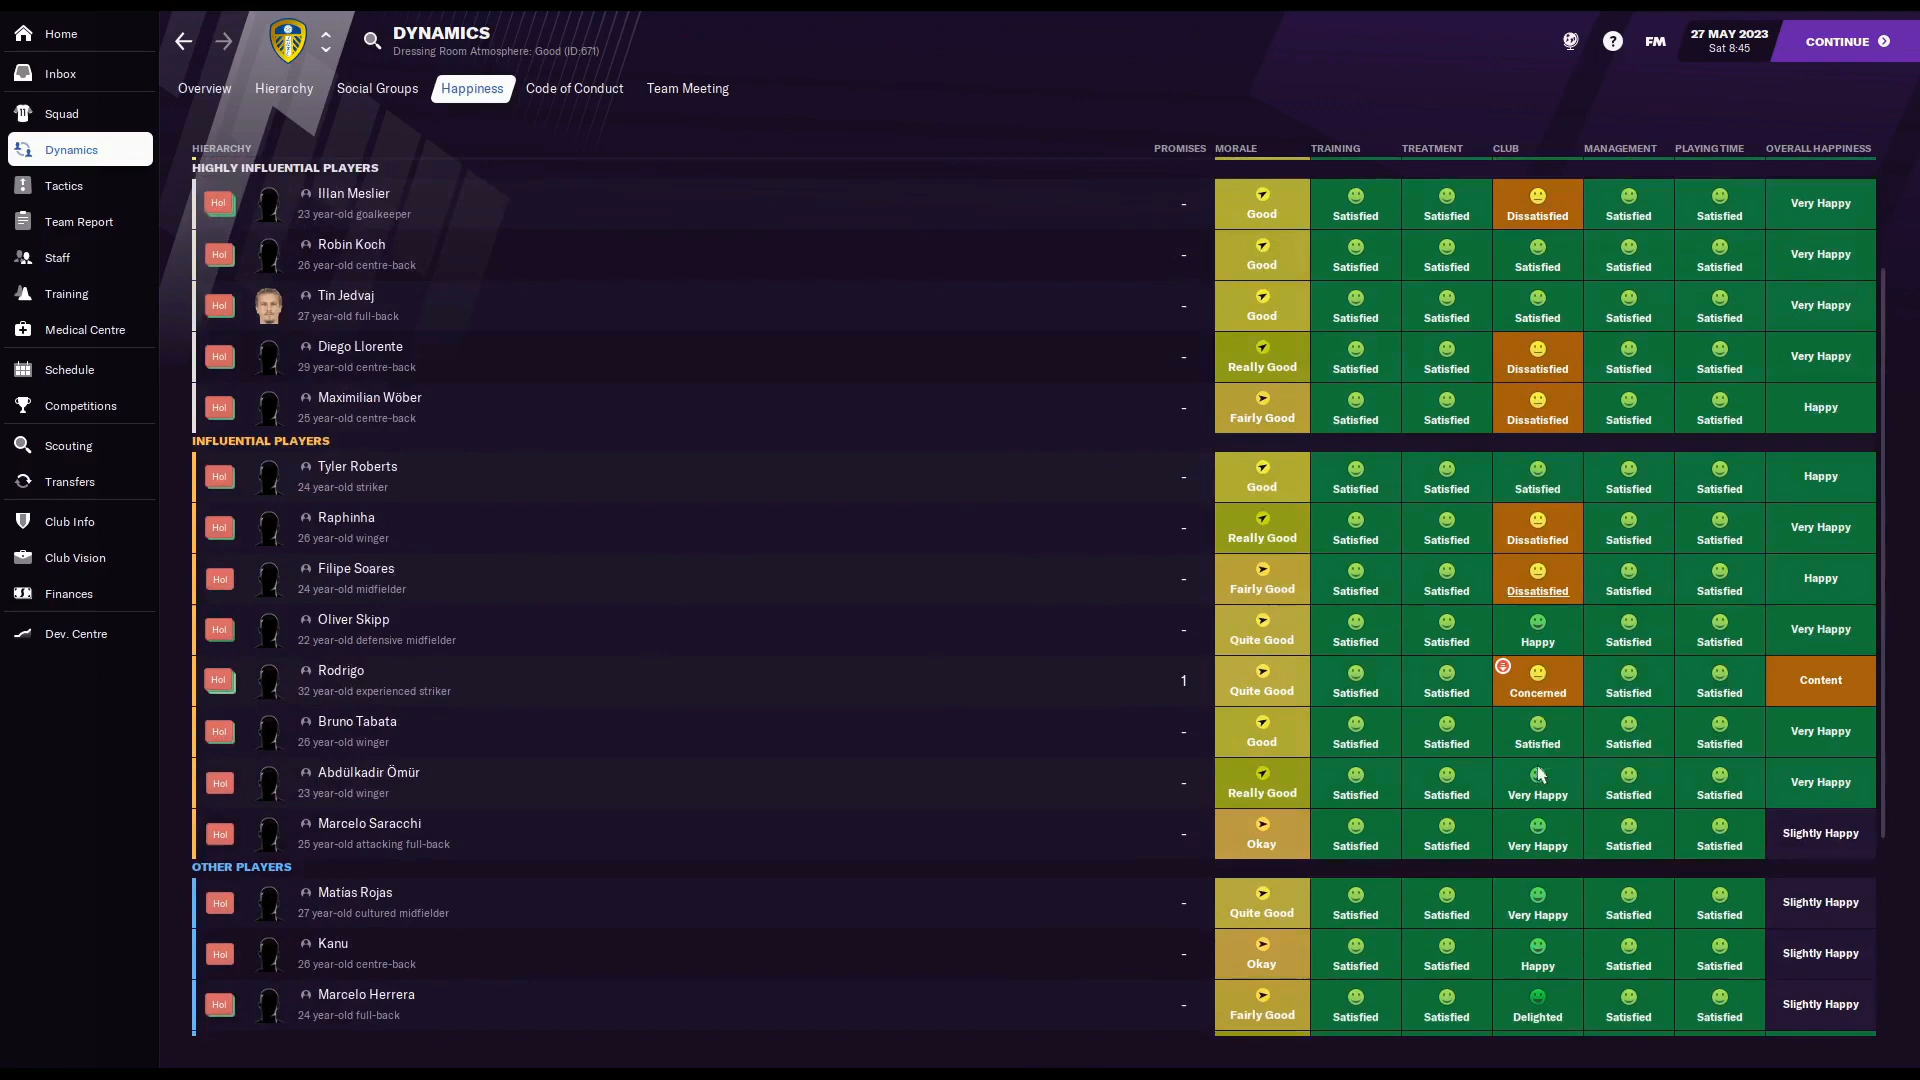 Home
Inbox
Squad
Dynamics
Tactics
Team Report
Staff
Training
Medical Centre
Schedule
Competitions
Scouting
Transfers
Club Info
Club Vision
Finances
Dev. Centre
DYNAMICS
Dressing Room Atmosphere: Good (ID:671)
? FM
27 MAY 2023
Sat 8:45
CONTINUE
Overview Hierarchy Social Groups Happiness Code of Conduct Team Meeting
HIERARCHY PROMISES MORALE TRAINING TREATMENT CLUB MANAGEMENT PLAYING TIME OVERALL HAPPINESS
HIGHLY INFLUENTIAL PLAYERS
Hol Illan Meslier
23 year-old goalkeeper - Good Satisfied Satisfied Dissatisfied Satisfied Satisfied Very Happy
Hol Robin Koch
26 year-old centre-back - Good Satisfied Satisfied Satisfied Satisfied Satisfied Very Happy
Hol Tin Jedvaj
27 year-old full-back - Good Satisfied Satisfied Satisfied Satisfied Satisfied Very Happy
Hol Diego Llorente
29 year-old centre-back - Really Good Satisfied Satisfied Dissatisfied Satisfied Satisfied Very Happy
Hol Maximilian Wöber
25 year-old centre-back - Fairly Good Satisfied Satisfied Dissatisfied Satisfied Satisfied Happy
INFLUENTIAL PLAYERS
Hol Tyler Roberts
24 year-old striker - Good Satisfied Satisfied Satisfied Satisfied Satisfied Happy
Hol Raphinha
26 year-old winger - Really Good Satisfied Satisfied Dissatisfied Satisfied Satisfied Very Happy
Hol Filipe Soares
24 year-old midfielder - Fairly Good Satisfied Satisfied Dissatisfied Satisfied Satisfied Happy
Hol Oliver Skipp
22 year-old defensive midfielder - Quite Good Satisfied Satisfied Happy Satisfied Satisfied Very Happy
Hol Rodrigo
32 year-old experienced striker 1 Quite Good Satisfied Satisfied Concerned Satisfied Satisfied Content
Hol Bruno Tabata
26 year-old winger - Good Satisfied Satisfied Satisfied Satisfied Satisfied Very Happy
Hol Abdülkadir Ömür
23 year-old winger - Really Good Satisfied Satisfied Very Happy Satisfied Satisfied Very Happy
Hol Marcelo Saracchi
25 year-old attacking full-back - Okay Satisfied Satisfied Very Happy Satisfied Satisfied Slightly Happy
OTHER PLAYERS
Hol Matías Rojas
27 year-old cultured midfielder - Quite Good Satisfied Satisfied Very Happy Satisfied Satisfied Slightly Happy
Hol Kanu
26 year-old centre-back - Okay Satisfied Satisfied Happy Satisfied Satisfied Slightly Happy
Hol Marcelo Herrera
24 year-old full-back - Fairly Good Satisfied Satisfied Delighted Satisfied Satisfied Slightly Happy